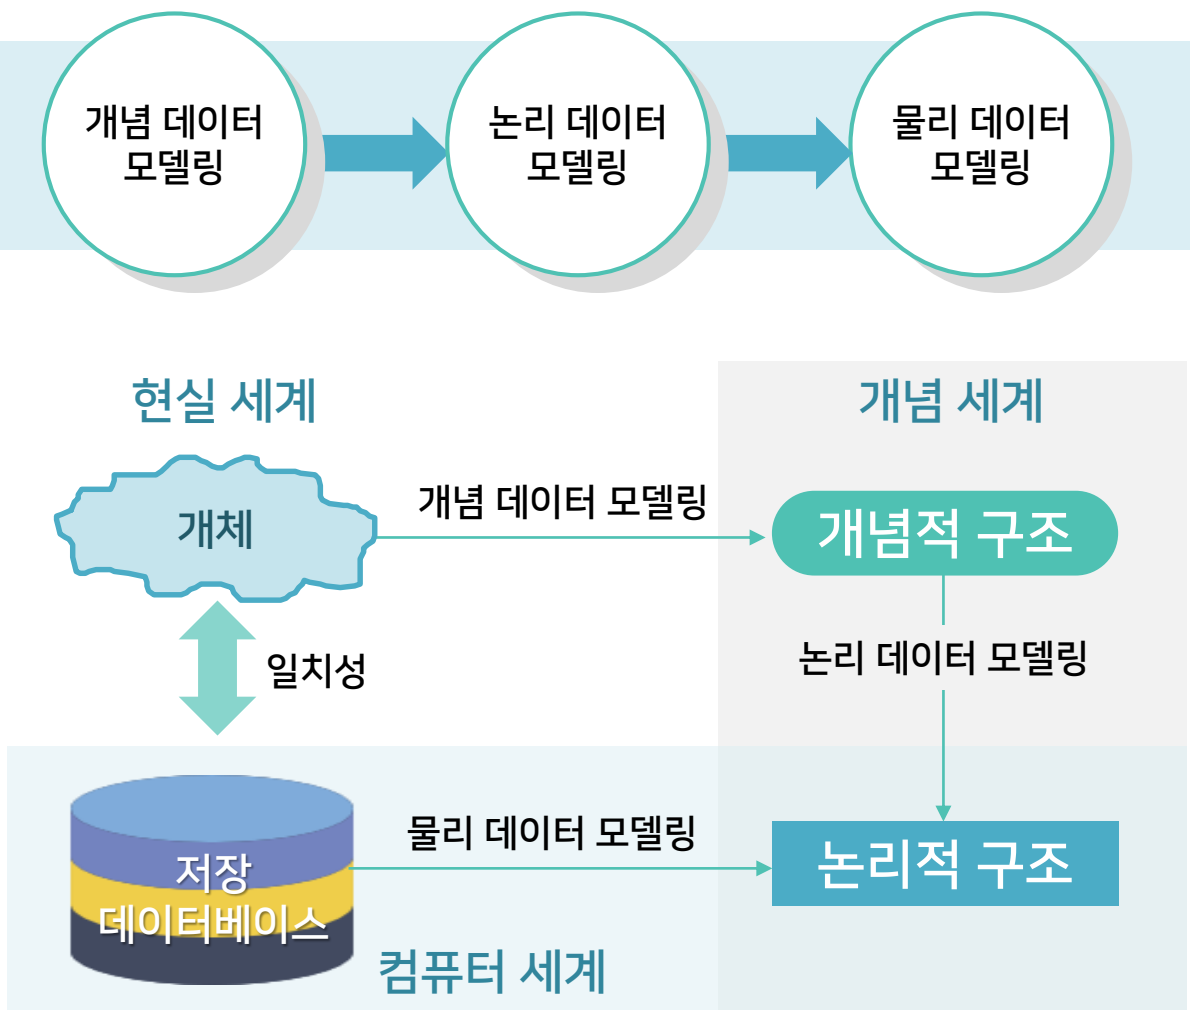 개념 데이터
모델링
논리 데이터
모델링
물리 데이터
모델링
현실 세계
개념 세계
개체
개념 데이터 모델링
개념적 구조
일치성
논리 데이터 모델링
저장
데이터베이스
물리 데이터 모델링
논리적 구조
컴퓨터 세계